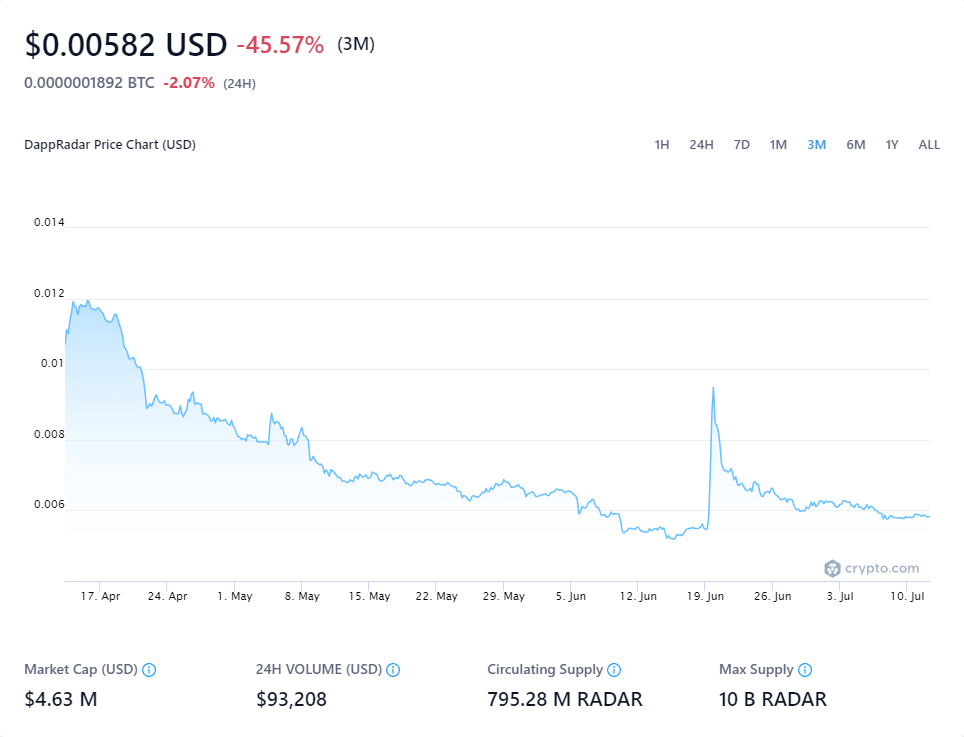 $0.00582 USD -45.57% (3M)
0.0000001892 BTC -2.07% (24H)
DappRadar Price Chart (USD)
1H 24H 7D 1M 3M 6M 1Y ALL
0.014
0.012
0.01
0.008
0.006
crypto.com
17. Apr 24. Apr 1. May 8. May 15. May 22. May 29. May 5. Jun 12. Jun 19. Jun 26. Jun 3. Jul 10. Jul
Market Cap (USD) 24H VOLUME (USD) Circulating Supply Max Supply
$4.63 M $93,208 795.28 M RADAR 10 B RADAR